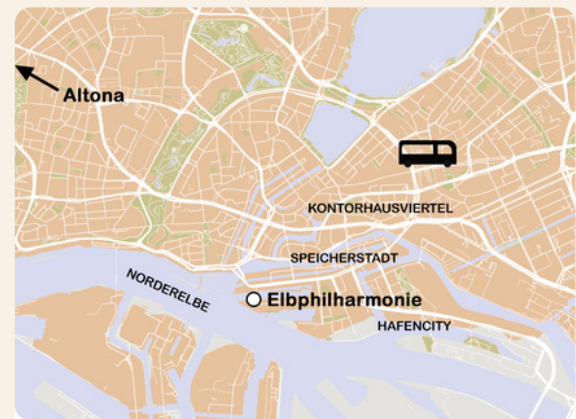 Altona
KONTORHAUSVIERTEL
SPEICHERSTADT
NORDERELBE
Elbphilharmonie
HAFENCITY